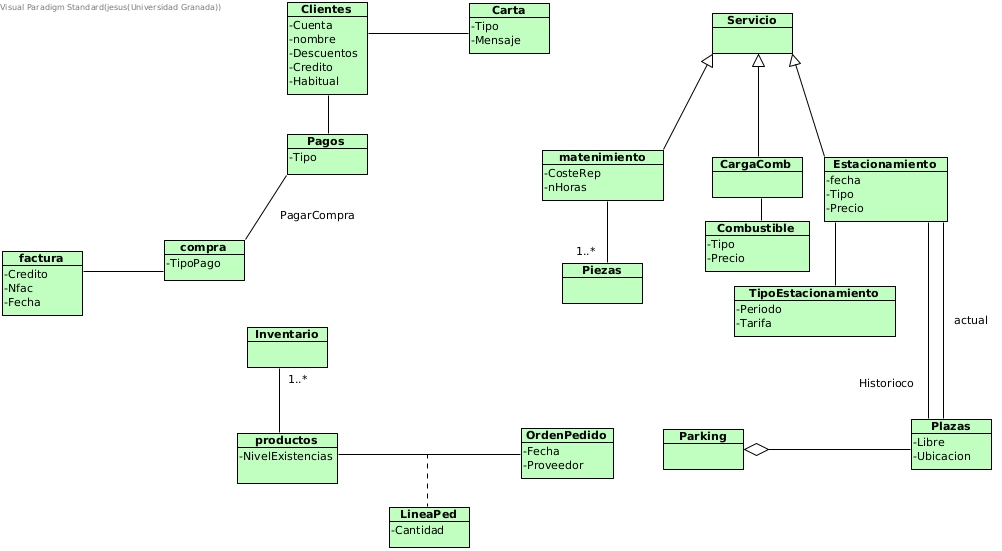 Visual Paradigm Standard(jesus(Universidad Granada))
Clientes
-Cuenta
-nombre
-Descuentos
-Credito
-Habitual
Carta
-Tipo
-Mensaje
Servicio
Pagos
-Tipo
matenimiento
-CosteRep
-nHoras
CargaComb
Estacionamiento
-fecha
-Tipo
-Precio
PagarCompra
Combustible
-Tipo
-Precio
compra
-TipoPago
factura
-Credito
-Nfac
-Fecha
1..*
Piezas
TipoEstacionamiento
-Periodo
-Tarifa
actual
Inventario
1..*
Historioco
productos
-NivelExistencias
OrdenPedido
-Fecha
-Proveedor
Parking
Plazas
-Libre
-Ubicacion
LineaPed
-Cantidad